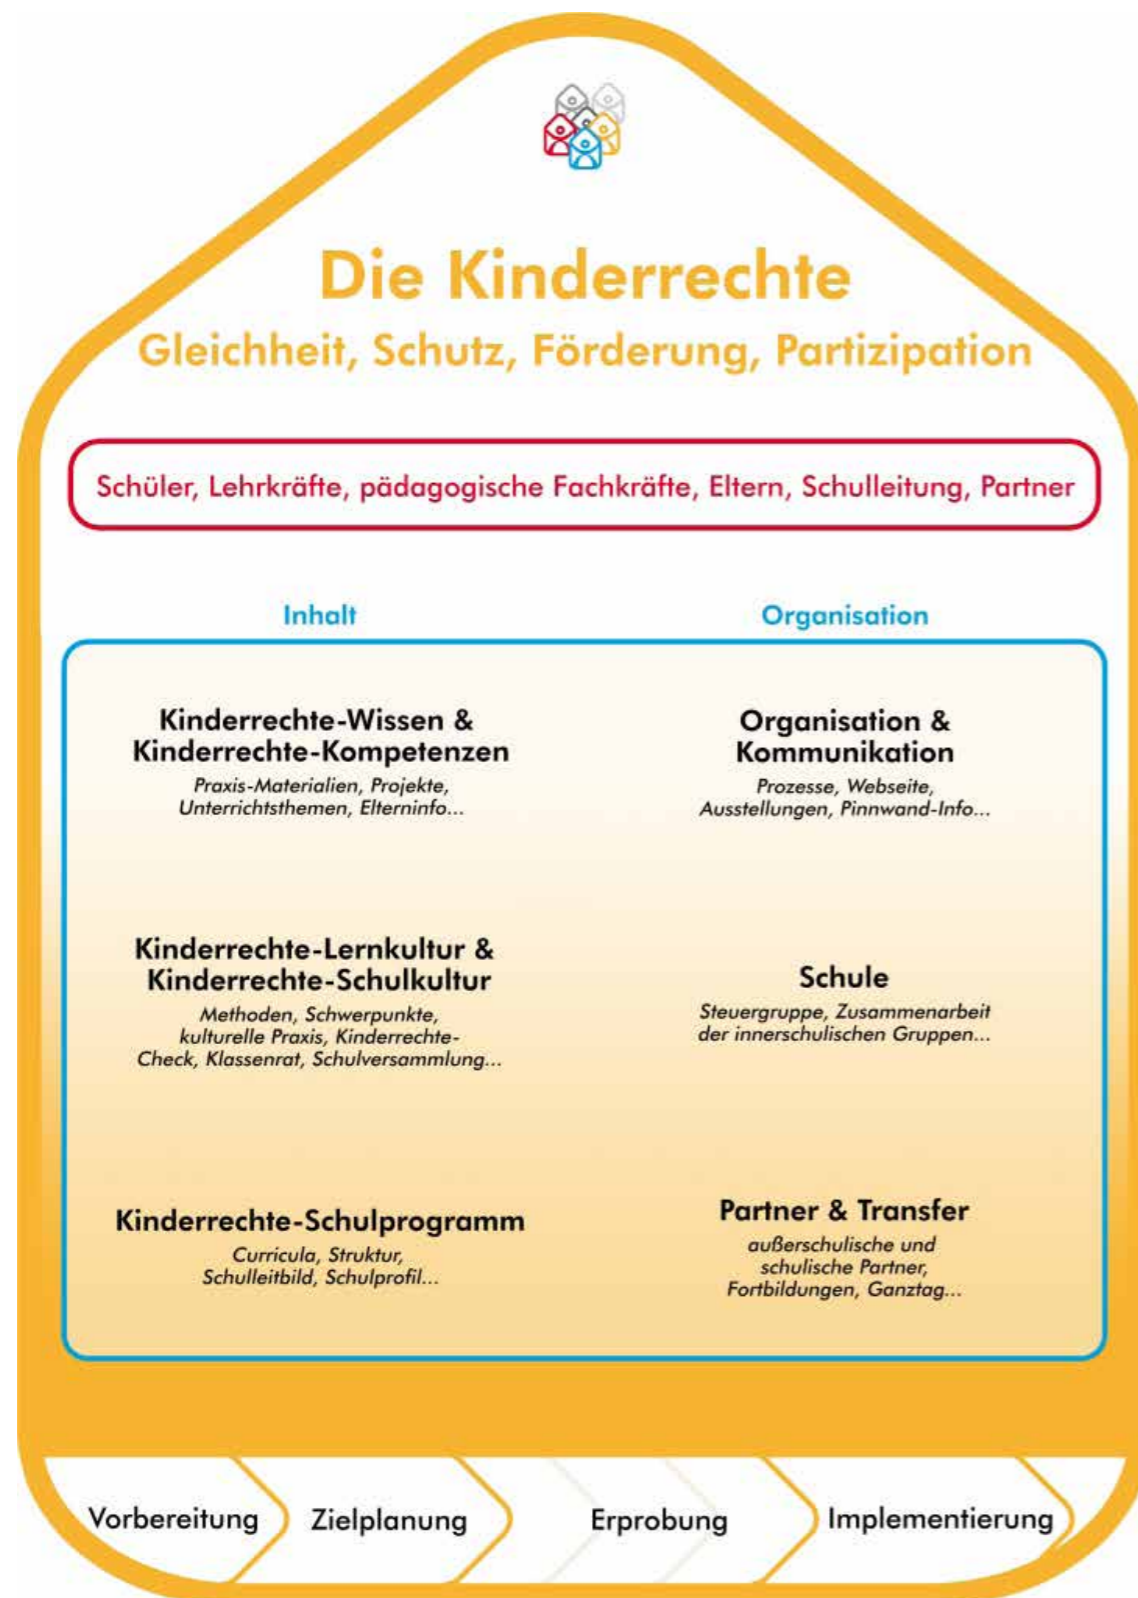 Die Kinderrechte
Gleichheit, Schutz, Förderung, Partizipation
Schüler, Lehrkräfte, pädagogische Fachkräfte, Eltern, Schulleitung, Partner
Inhalt
Kinderrechte-Wissen &
Kinderrechte-Kompetenzen
Praxis-Materialien, Projekte,
Unterrichtsthemen, Elterninfo...
Kinderrechte-Lernkultur &
Kinderrechte-Schulkultur
Methoden, Schwerpunkte,
kulturelle Praxis, Kinderrechte-
Check, Klassenrat, Schulversammlung...
Kinderrechte-Schulprogramm
Curricula, Struktur,
Schulleitbild, Schulprofil...
Organisation
Organisation &
Kommunikation
Prozesse, Webseite,
Ausstellungen, Pinnwand-Info...
Schule
Steuergruppe, Zusammenarbeit
der innerschulischen Gruppen...
Partner & Transfer
außerschulische und
schulische Partner,
Fortbildungen, Ganztag...
Vorbereitung
Zielplanung
Erprobung
Implementierung